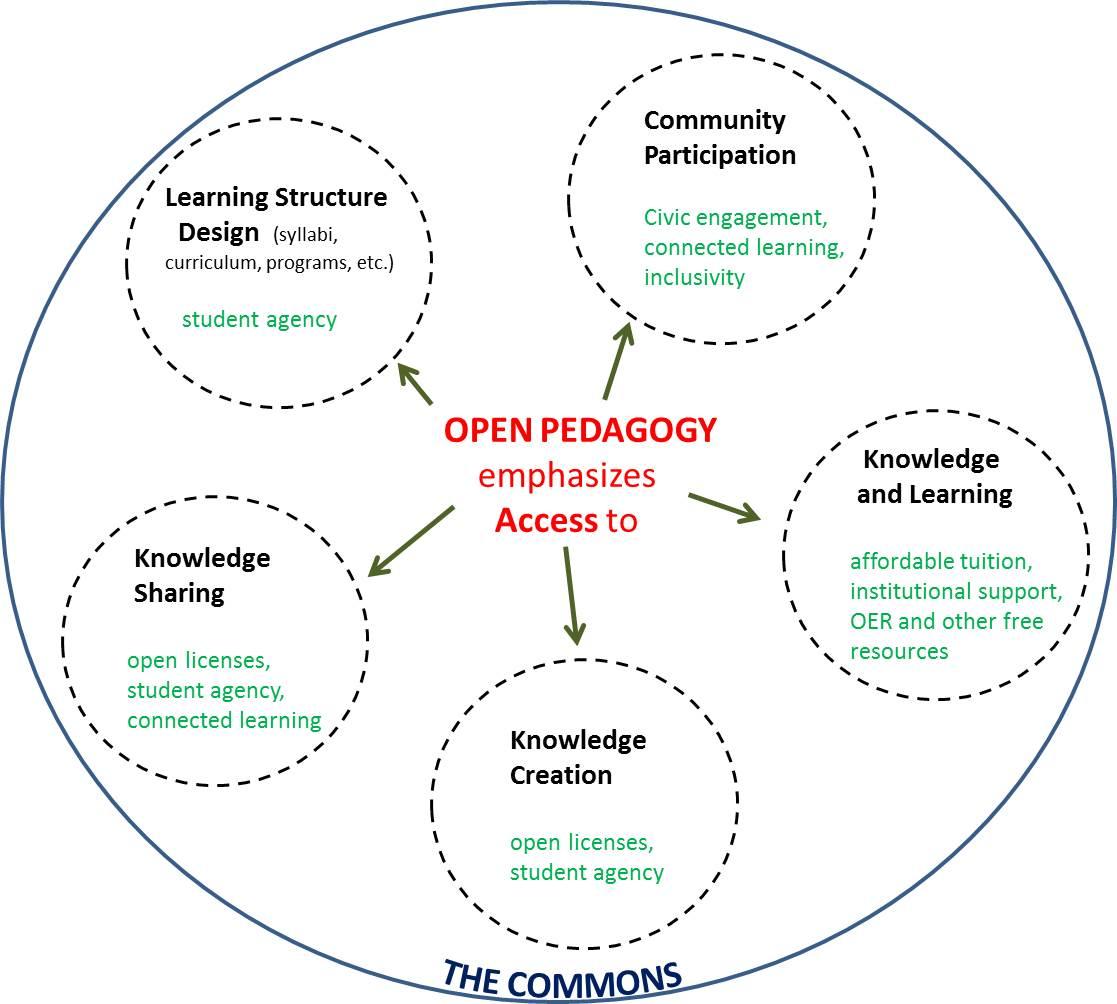 Community
Participation
Civic engagement,
connected learning,
inclusivity
Learning Structure
Design (syllabi,
curriculum, programs, etc.)
student agency
OPEN PEDAGOGY
emphasizes
Access to
Knowledge
and Learning
affordable tuition,
institutional support,
OER and other free
resources
Knowledge
Sharing
open licenses,
student agency,
connected learning
Knowledge
Creation
open licenses,
student agency
THE COMMONS